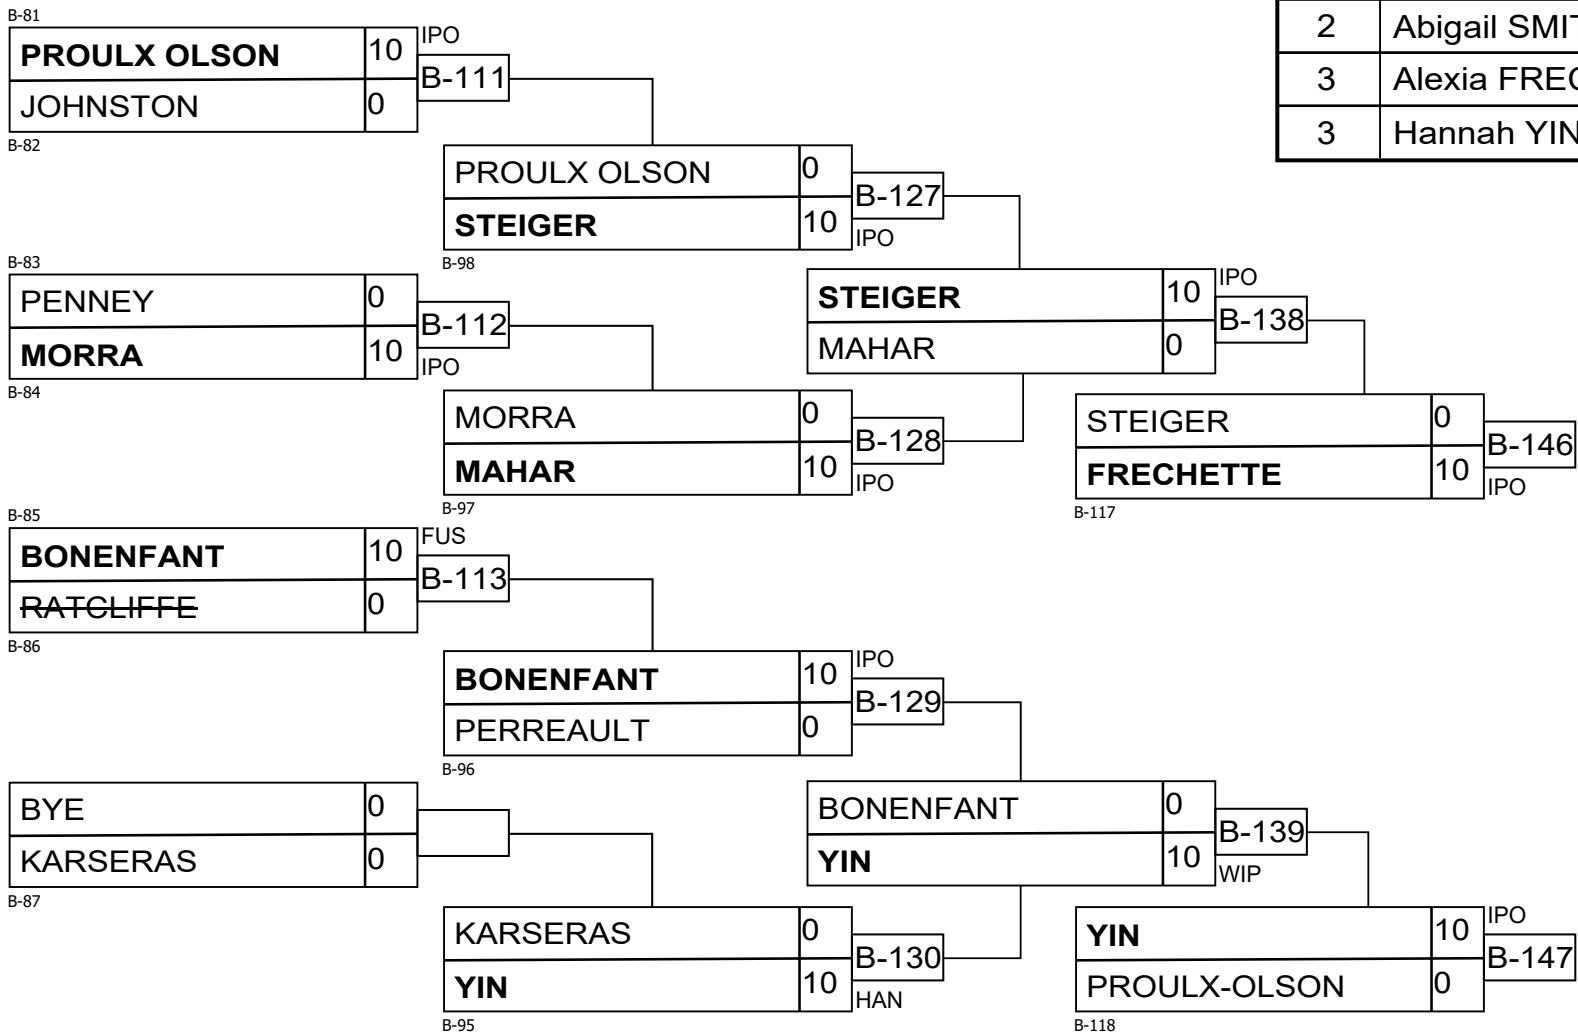 B-81
PROULX OLSON 10 IPO
B-111
JOHNSTON 0
B-82
2 Abigail
3 Alexia
3 Hannah YIN
PROULX OLSON 0
B-127
STEIGER 10 IPO
B-98
B-83
PENNEY 0
B-112
MORRA 10 IPO
B-84
STEIGER 10 IPO
B-138
MAHAR 0
MORRA 0
B-128
MAHAR 10 IPO
B-97
STEIGER 0
B-146
FRECHETTE 10 IPO
B-117
B-85
BONENFANT 10 FUS
B-113
RATCLIFFE 0
B-86
BONENFANT 10 IPO
B-129
PERREAULT 0
B-96
BYE 0
KARSERAS 0
B-87
BONENFANT 0
B-139
YIN 10 WIP
KARSERAS 0
B-130
YIN 10 HAN
B-95
YIN 10 IPO
B-147
PROULX-OLSON 0
B-118